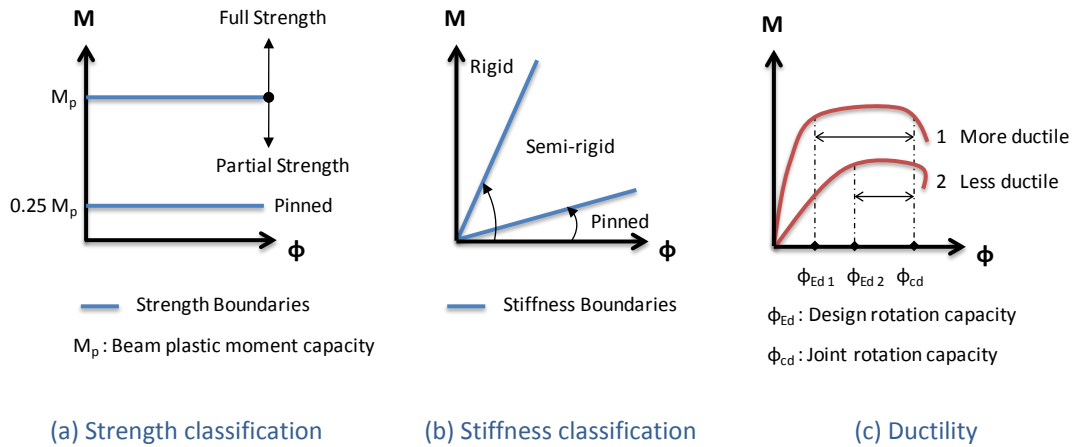 M
Full Strength
Mp
Partial Strength
0.25 Mp
Pinned
Φ
Strength Boundaries
Mp : Beam plastic moment capacity
(a) Strength classification
M
Rigid
Semi-rigid
Pinned
Φ
Stiffness Boundaries
(b) Stiffness classification
M
1 More ductile
2 Less ductile
Φ
ϕEd 1 ϕEd 2 ϕcd
ϕEd : Design rotation capacity
ϕcd : Joint rotation capacity
(c) Ductility